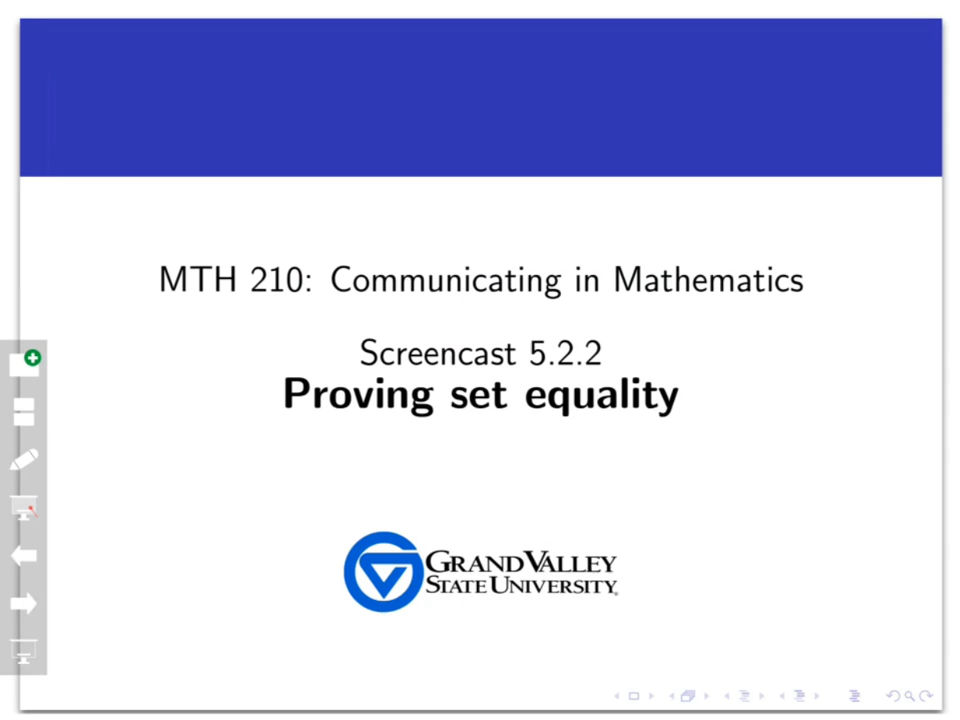 MTH 210: Communicating in Mathematics
Screencast 5.2.2
Proving set equality
GRAND VALLEY
STATE UNIVERSITY.